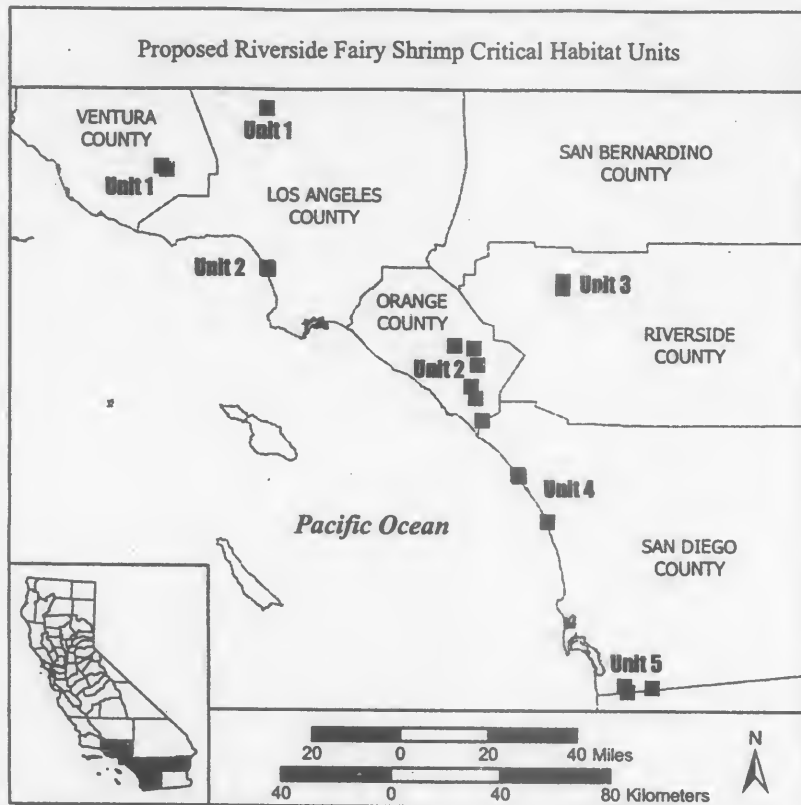 Proposed Riverside Fairy Shrimp Critical Habitat Units
VENTURA
COUNTY
Unit 1
Unit 1
LOS ANGELES
COUNTY
SAN BERNARDINO
COUNTY
Unit 2
ORANGE
COUNTY
Unit 2
Unit 3
RIVERSIDE
COUNTY
Unit 4
Pacific Ocean
SAN DIEGO
COUNTY
Unit 5
20 0 20 40 Miles
40 0 40 80 Kilometers
N